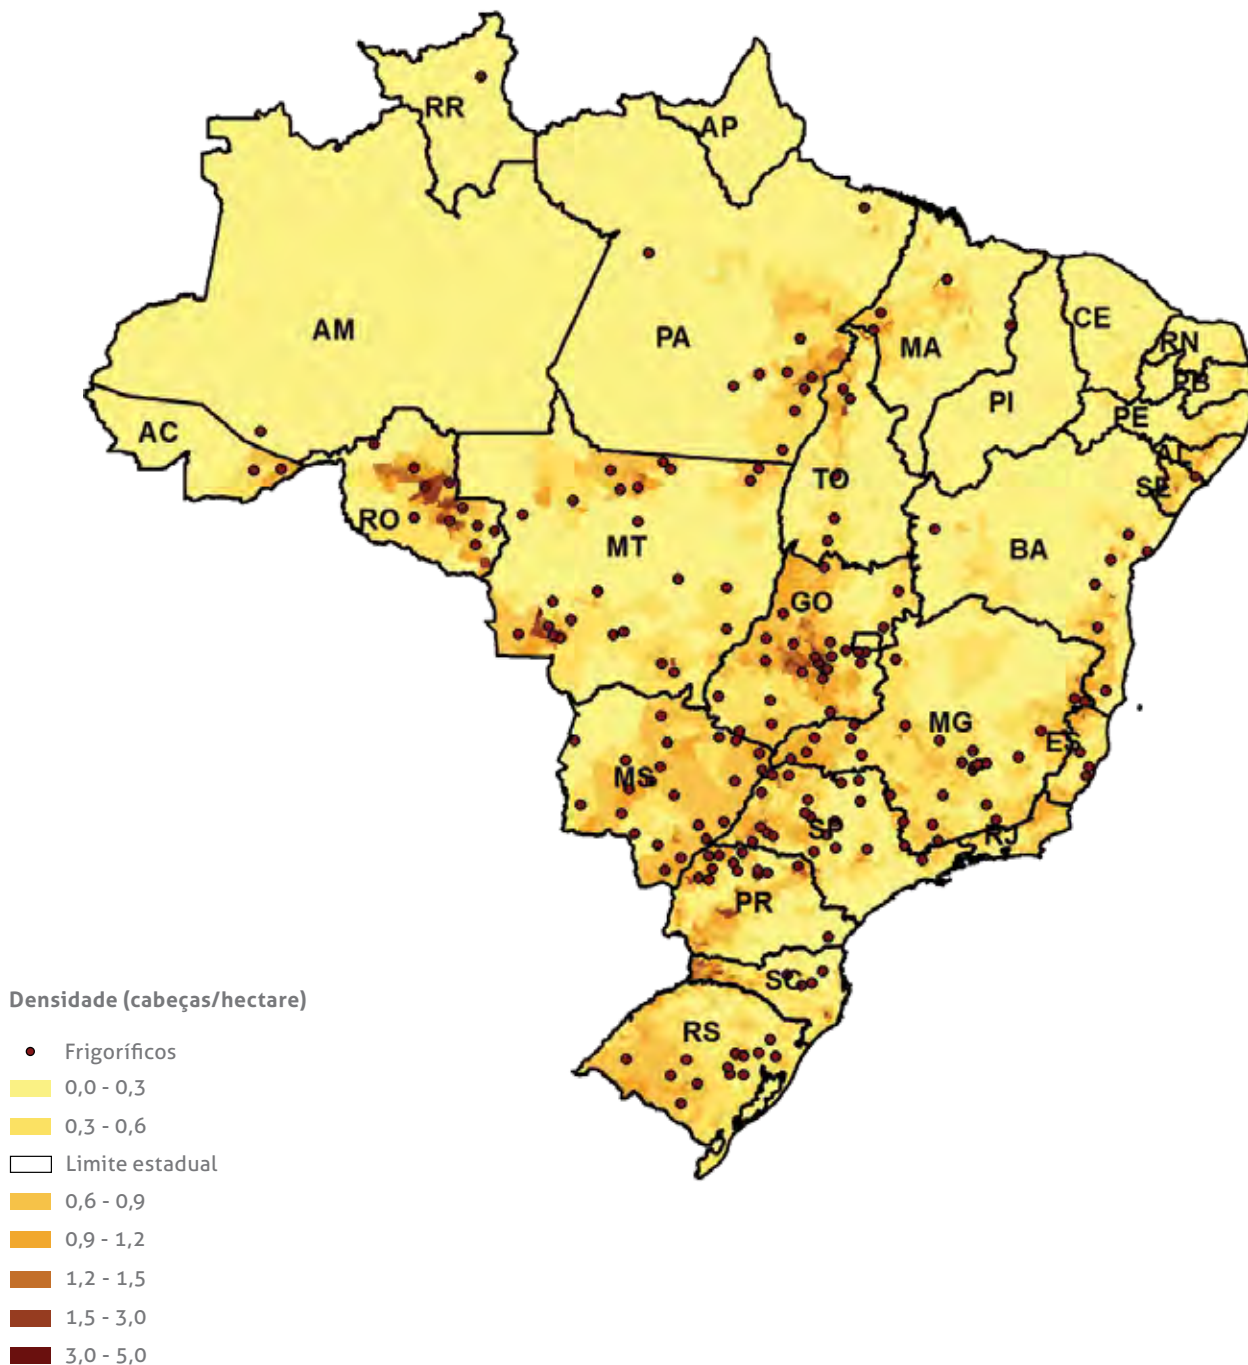 RR
AP
AM
PA
MA
CE
RN
PB
PI
PE
AC
AL
TO
SE
RO
MT
BA
GO
MG
ES
MS
SP
RJ
PR
SC
RS
Densidade (cabeças/hectare)
Frigoríficos
0,0 - 0,3
0,3 - 0,6
Limite estadual
0,6 - 0,9
0,9 - 1,2
1,2 - 1,5
1,5 - 3,0
3,0 - 5,0